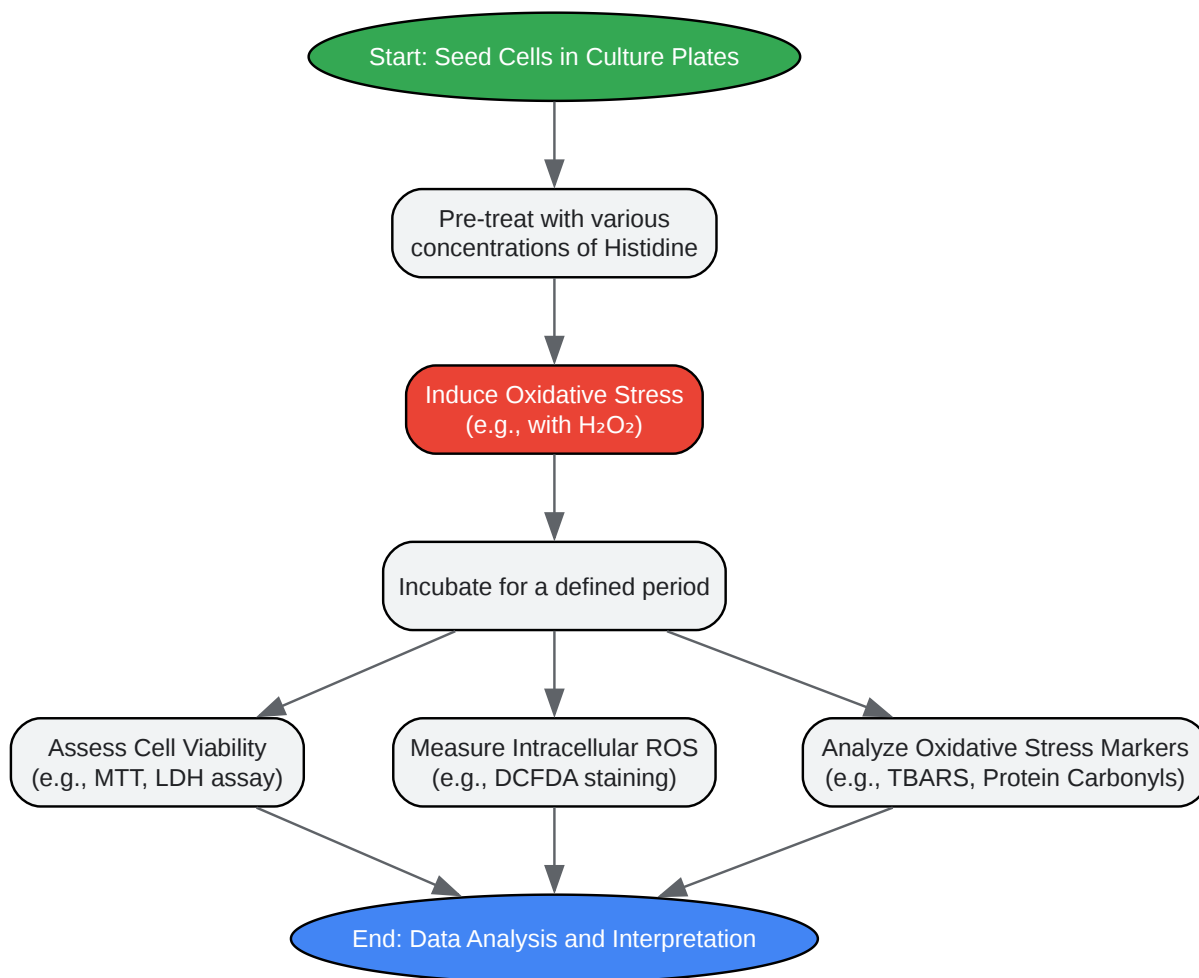 Start: Seed Cells in Culture Plates
Pre-treat with various
concentrations of Histidine
Induce Oxidative Stress
(e.g., with H₂O₂)
Incubate for a defined period
Assess Cell Viability
(e.g., MTT, LDH assay)
Measure Intracellular ROS
(e.g., DCFDA staining)
Analyze Oxidative Stress Markers
(e.g., TBARS, Protein Carbonyls)
End: Data Analysis and Interpretation